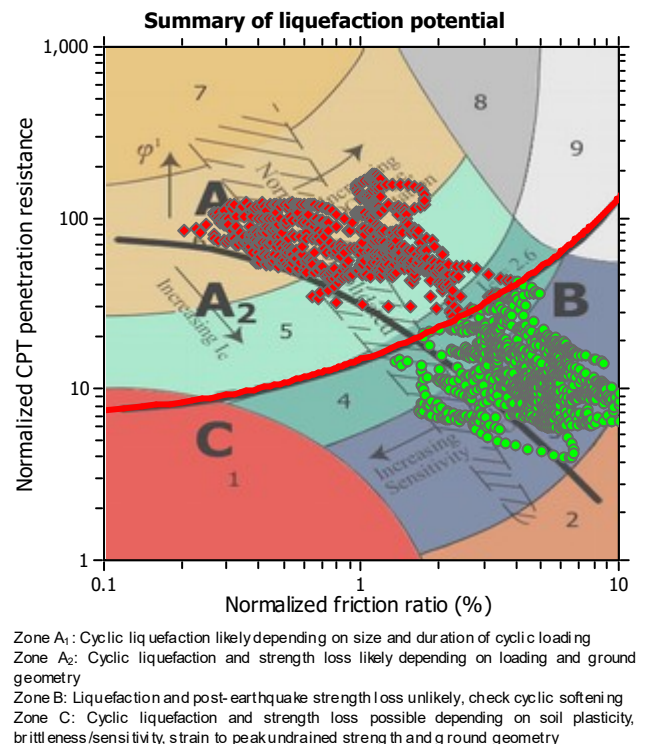 Summary of liquefaction potential
1,000
7
8
9
φ'
Increasing
100
A
A2
B
Increasing Ic
5
2.6
10
4
C
1
Increasing
Sensitivity
2
1
0.1
1
10
Normalized CPT penetration resistance
Normalized friction ratio (%)
Zone A1: Cyclic liquefaction likely depending on size and duration of cyclic loading
Zone A2: Cyclic liquefaction and strength loss likely depending on loading and ground
geometry
Zone B: Liquefaction and post-earthquake strength loss unlikely, check cyclic softening
Zone C: Cyclic liquefaction and strength loss possible depending on soil plasticity,
brittleness/sensitivity, strain to peak undrained strength and ground geometry